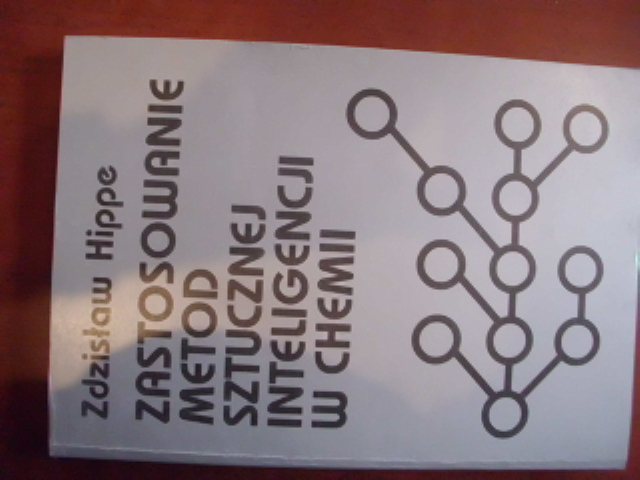 Zdzisław Hippe
ZASTOSOWANIE
METOD
SZTUCZNEJ
INTELIGENCJI
W CHEMII